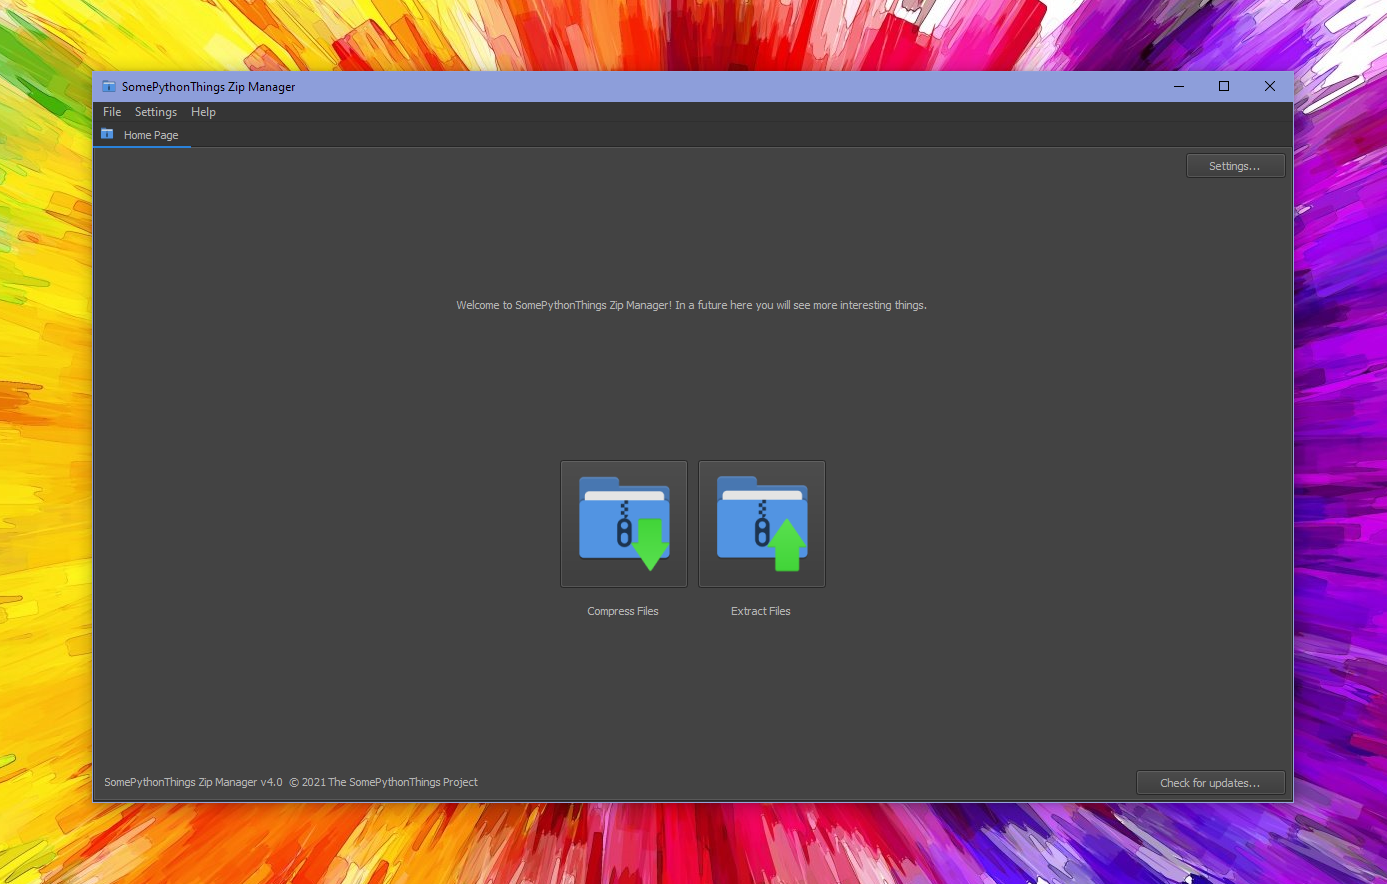 SomePythonThings Zip Manager
File Settings Help
Home Page
Settings...
Welcome to SomePythonThings Zip Manager! In a future here you will see more interesting things.
Compress Files Extract Files
SomePythonThings Zip Manager v4.0 © 2021 The SomePythonThings Project
Check for updates...